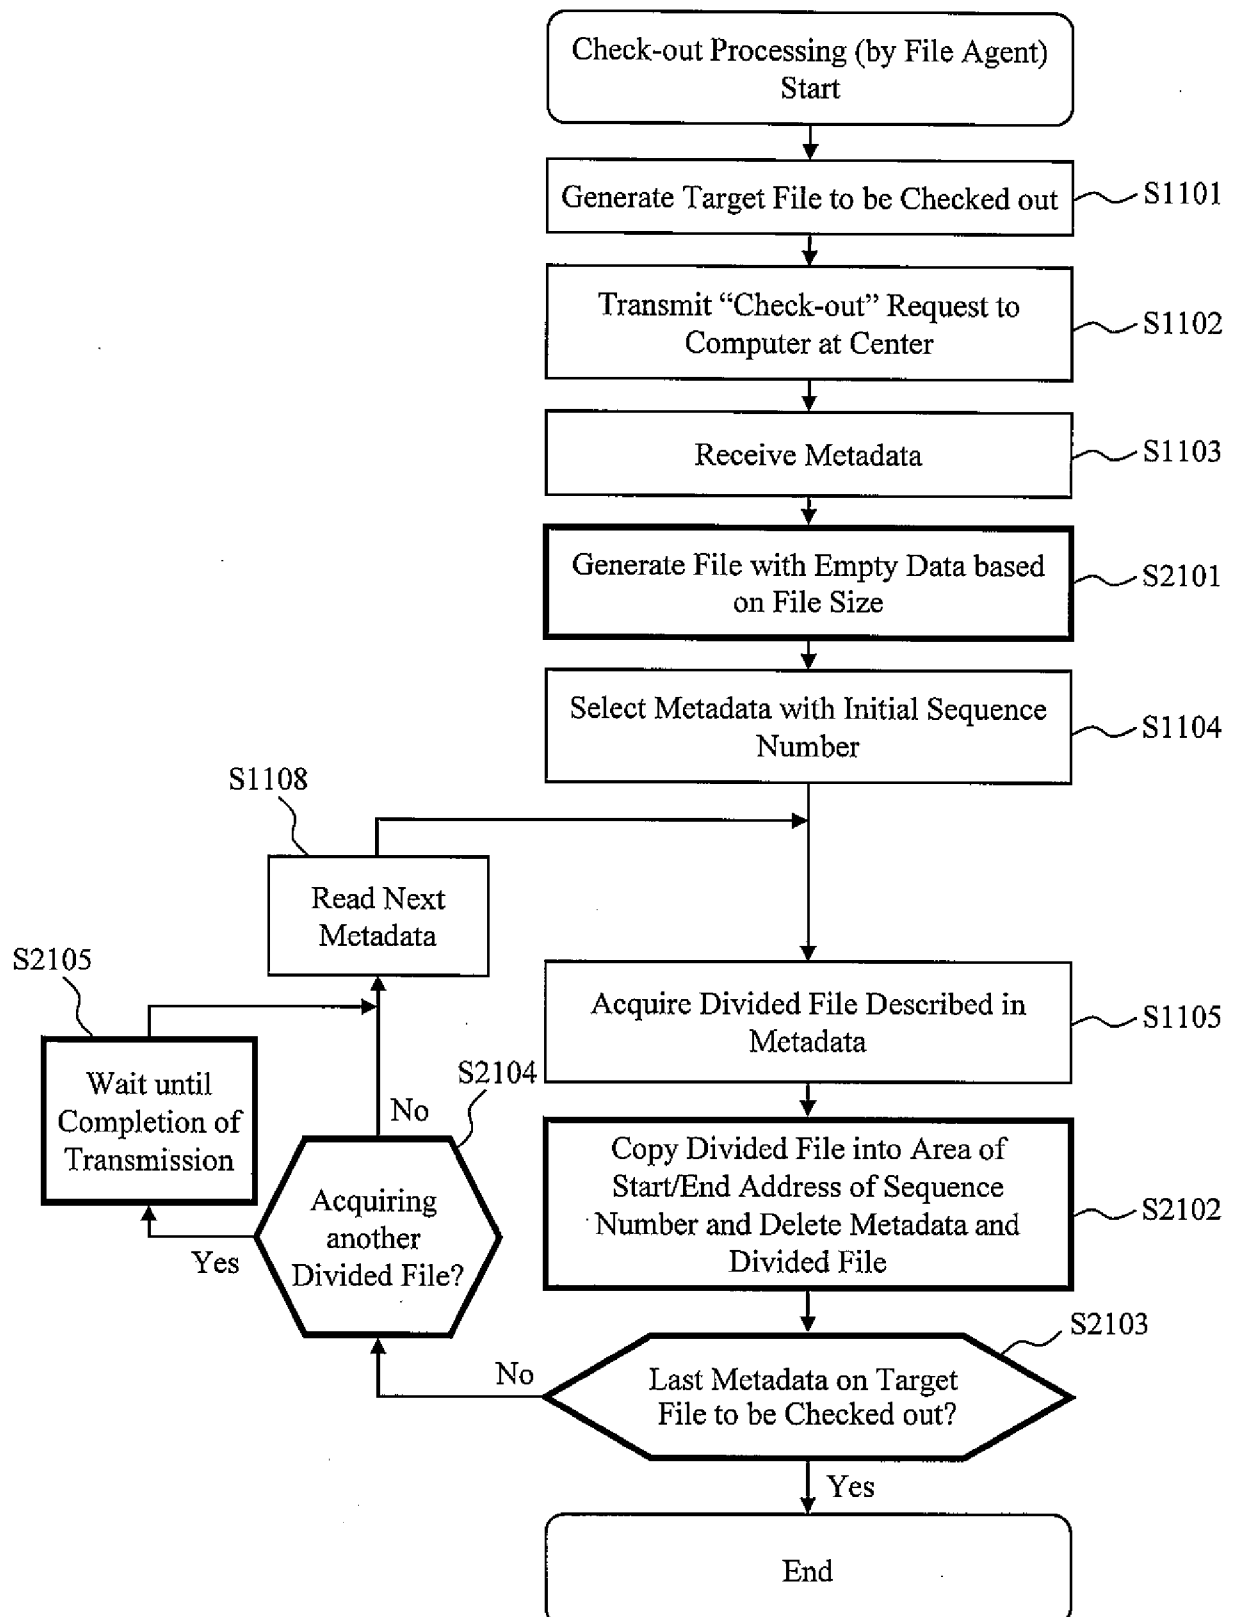 Check-out Processing (by File Agent)
Start
Generate Target File to be Checked out
S1101
Transmit “Check-out” Request to
Computer at Center
S1102
Receive Metadata
S1103
Generate File with Empty Data based
on File Size
S2101
Select Metadata with Initial Sequence
Number
S1104
S1108
Read Next
Metadata
S2105
Wait until
Completion of
Transmission
Acquire Divided File Described in
Metadata
S1105
S2104
No
Acquiring
another
Divided File?
Yes
Copy Divided File into Area of
Start/End Address of Sequence
Number and Delete Metadata and
Divided File
S2102
S2103
No
Last Metadata on Target
File to be Checked out?
Yes
End